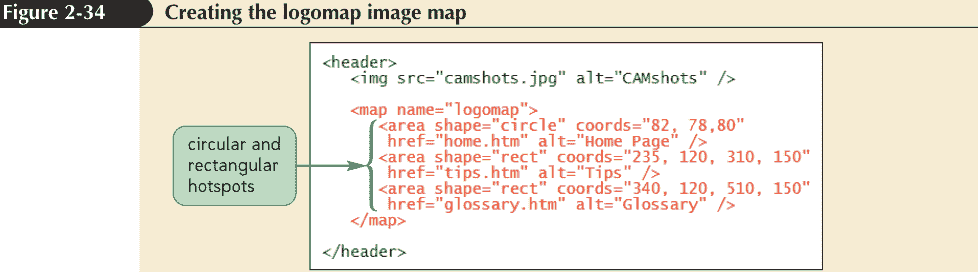 Figure 2-34 Creating the logomap image map
<header>
<img src="camshots.jpg" alt="CAMshots" />
<map name="logomap">
<area shape="circle" coords="82, 78,80"
href="home.htm" alt="Home Page" />
<area shape="rect" coords="235, 120, 310, 150"
href="tips.htm" alt="Tips" />
<area shape="rect" coords="340, 120, 510, 150"
href="glossary.htm" alt="Glossary" />
</map>
</header>
circular and
rectangular
hotspots